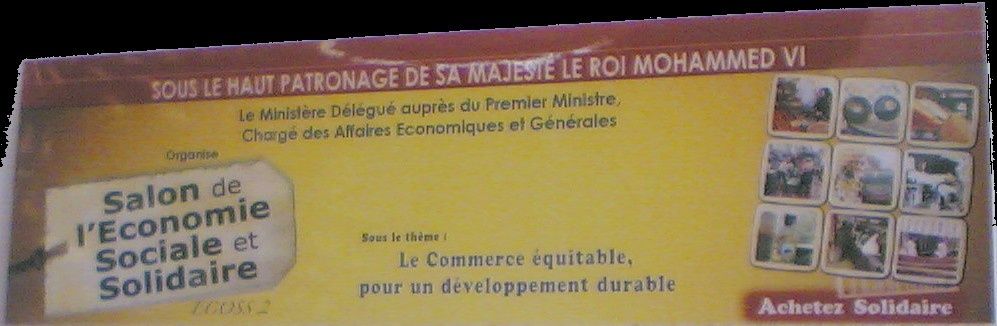 SOUS LE HAUT PATRONAGE DE SA MAJESTÉ LE ROI MOHAMMED VI
Le Ministère Délégué auprès du Premier Ministre,
Chargé des Affaires Economiques et Générales
Organise
Salon de
l'Economie
Sociale et
Solidaire
Sous le thème :
Le Commerce équitable,
pour un développement durable
Achetez Solidaire